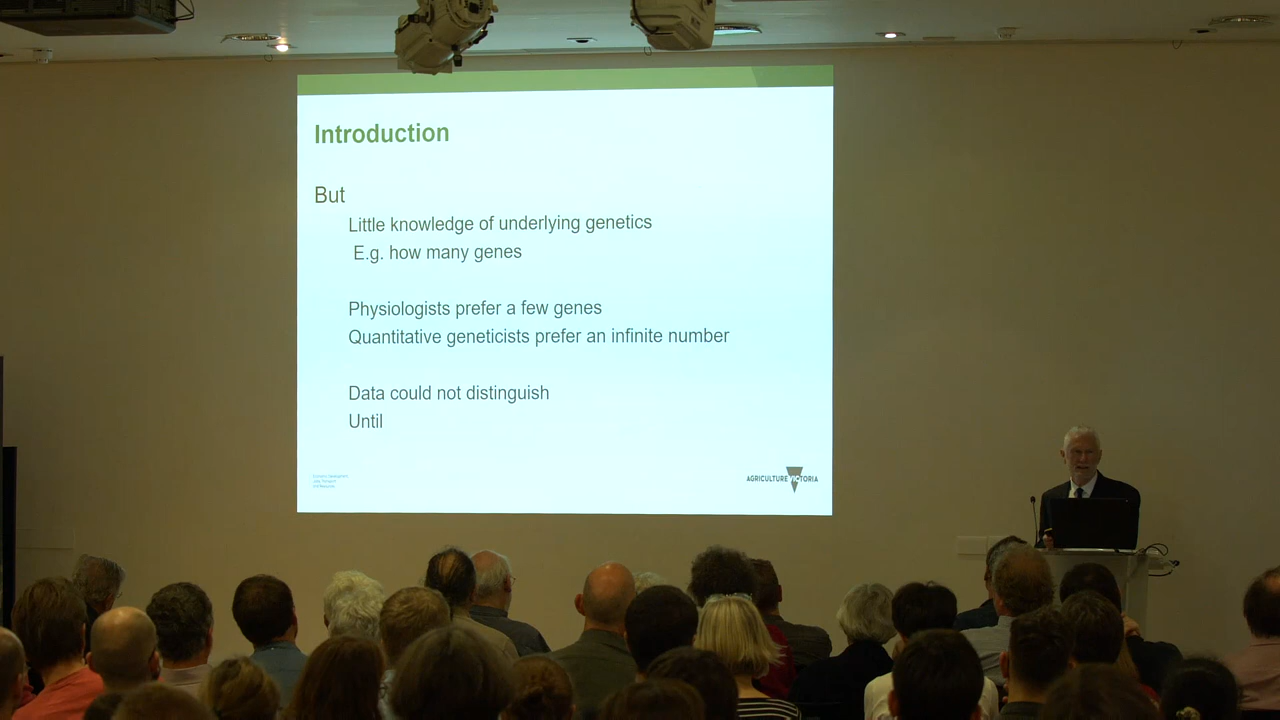 Introduction
But
Little knowledge of underlying genetics
E.g. how many genes
Physiologists prefer a few genes
Quantitative geneticists prefer an infinite number
Data could not distinguish
Until
AGRICULTURE VICTORIA